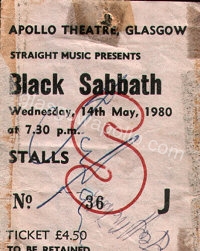 APOLLO THEATRE, GLASGOW
STRAIGHT MUSIC PRESENTS
Black Sabbath
Wednesday, 14th May, 1980
at 7.30 p.m.
STALLS
8
No. 36 J
TICKET £4.50
TO BE RETAINED